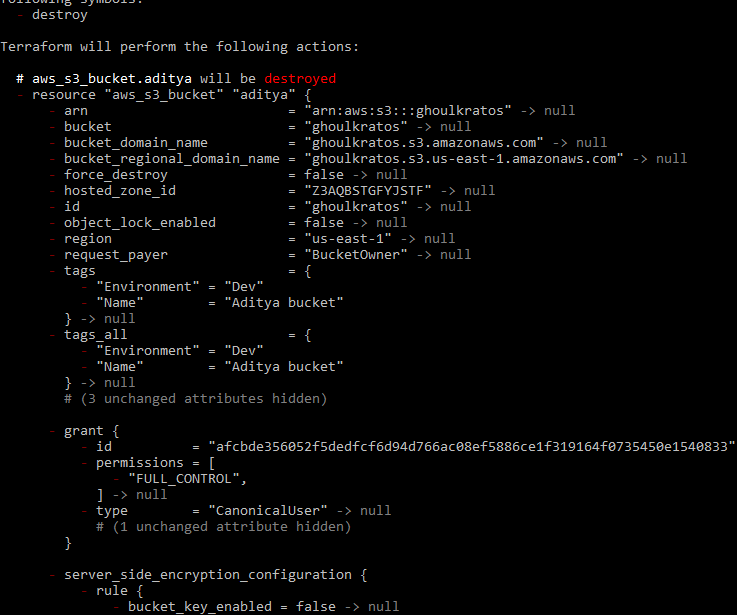 following symbols:
- destroy
Terraform will perform the following actions:
# aws_s3_bucket.aditya will be destroyed
- resource "aws_s3_bucket" "aditya" {
- arn = "arn:aws:s3:::ghoulkratos" -> null
- bucket = "ghoulkratos" -> null
- bucket_domain_name = "ghoulkratos.s3.amazonaws.com" -> null
- bucket_regional_domain_name = "ghoulkratos.s3.us-east-1.amazonaws.com" -> null
- force_destroy = false -> null
- hosted_zone_id = "Z3AQBSTGFYJSTF" -> null
- id = "ghoulkratos" -> null
- object_lock_enabled = false -> null
- region = "us-east-1" -> null
- request_payer = "BucketOwner" -> null
- tags = {
- "Environment" = "Dev"
- "Name" = "Aditya bucket"
} -> null
- tags_all = {
- "Environment" = "Dev"
- "Name" = "Aditya bucket"
} -> null
# (3 unchanged attributes hidden)
- grant {
- id = "afcbde356052f5dedfcf6d94d766ac08ef5886ce1f319164f0735450e1540833"
- permissions = [
- "FULL_CONTROL",
] -> null
- type = "CanonicalUser" -> null
# (1 unchanged attribute hidden)
}
- server_side_encryption_configuration {
- rule {
- bucket_key_enabled = false -> null